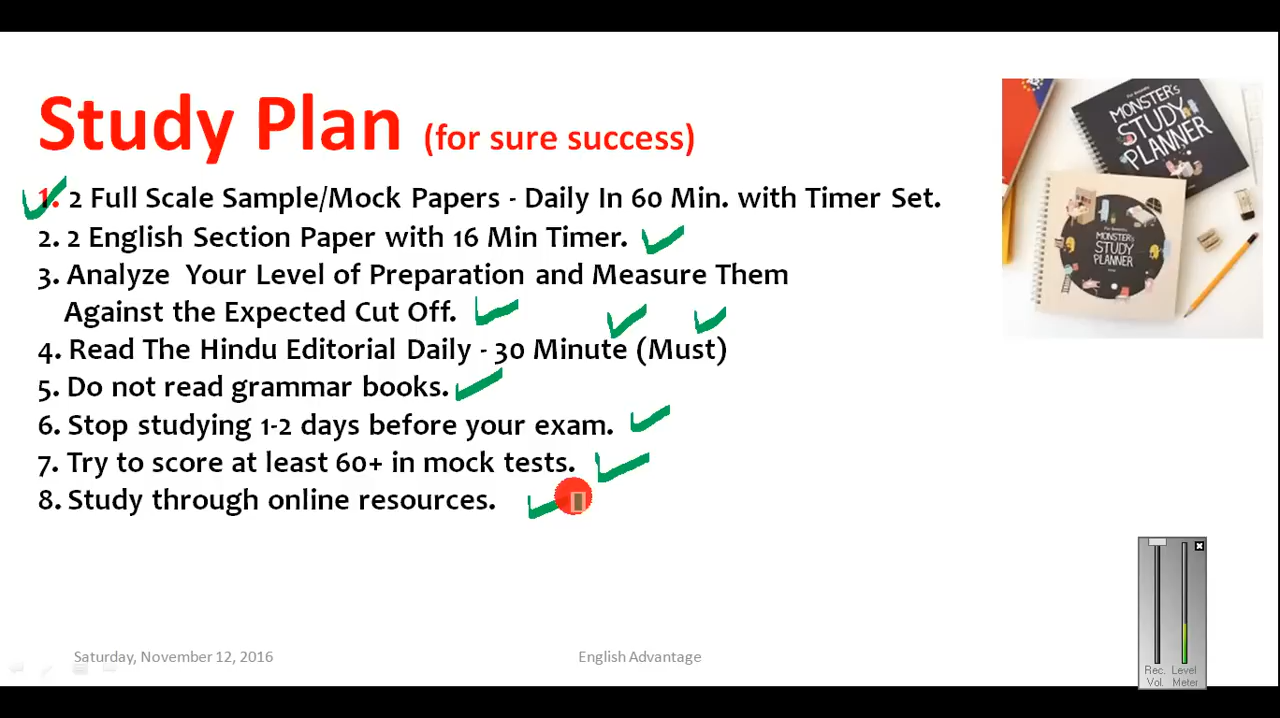 Study Plan (for sure success)
1. 2 Full Scale Sample/Mock Papers - Daily In 60 Min. with Timer Set.
2. 2 English Section Paper with 16 Min Timer.
3. Analyze Your Level of Preparation and Measure Them
Against the Expected Cut Off.
4. Read The Hindu Editorial Daily - 30 Minute (Must)
5. Do not read grammar books.
6. Stop studying 1-2 days before your exam.
7. Try to score at least 60+ in mock tests.
8. Study through online resources.
MONSTER'S
STUDY
PLANNER
MONSTER'S
STUDY
PLANNER
Saturday, November 12, 2016
English Advantage
Rec. Level
Vol. Meter